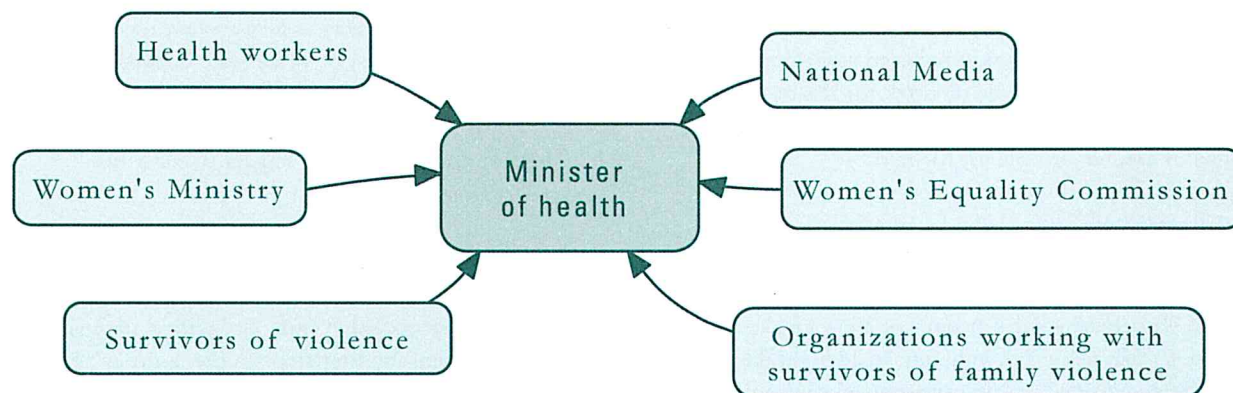 Health workers
National Media
Women's Ministry
Minister
of health
Women's Equality Commission
Survivors of violence
Organizations working with
survivors of family violence